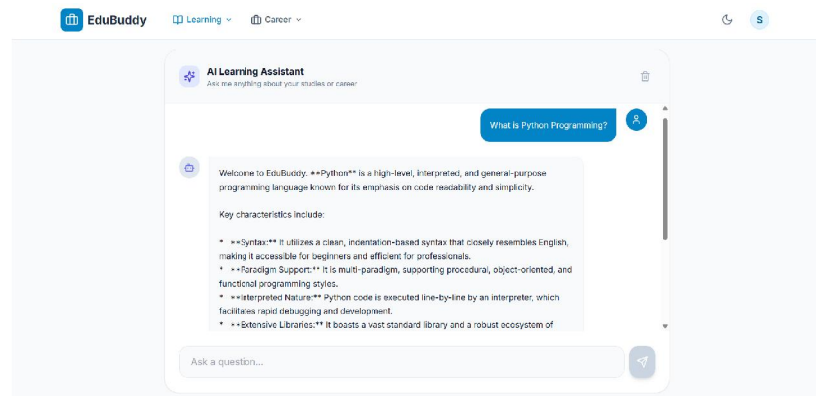 EduBuddy Learning Career S
AI Learning Assistant
Ask me anything about your studies or career
What is Python Programming?
Welcome to EduBuddy. **Python** is a high-level, interpreted, and general-purpose
programming language known for its emphasis on code readability and simplicity.
Key characteristics include:
* **Syntax:** It utilizes a clean, indentation-based syntax that closely resembles English,
making it accessible for beginners and efficient for professionals.
* **Paradigm Support:** It is multi-paradigm, supporting procedural, object-oriented, and
functional programming styles.
* **Interpreted Nature:** Python code is executed line-by-line by an interpreter, which
facilitates rapid debugging and development.
* **Extensive Libraries:** It boasts a vast standard library and a robust ecosystem of
Ask a question...